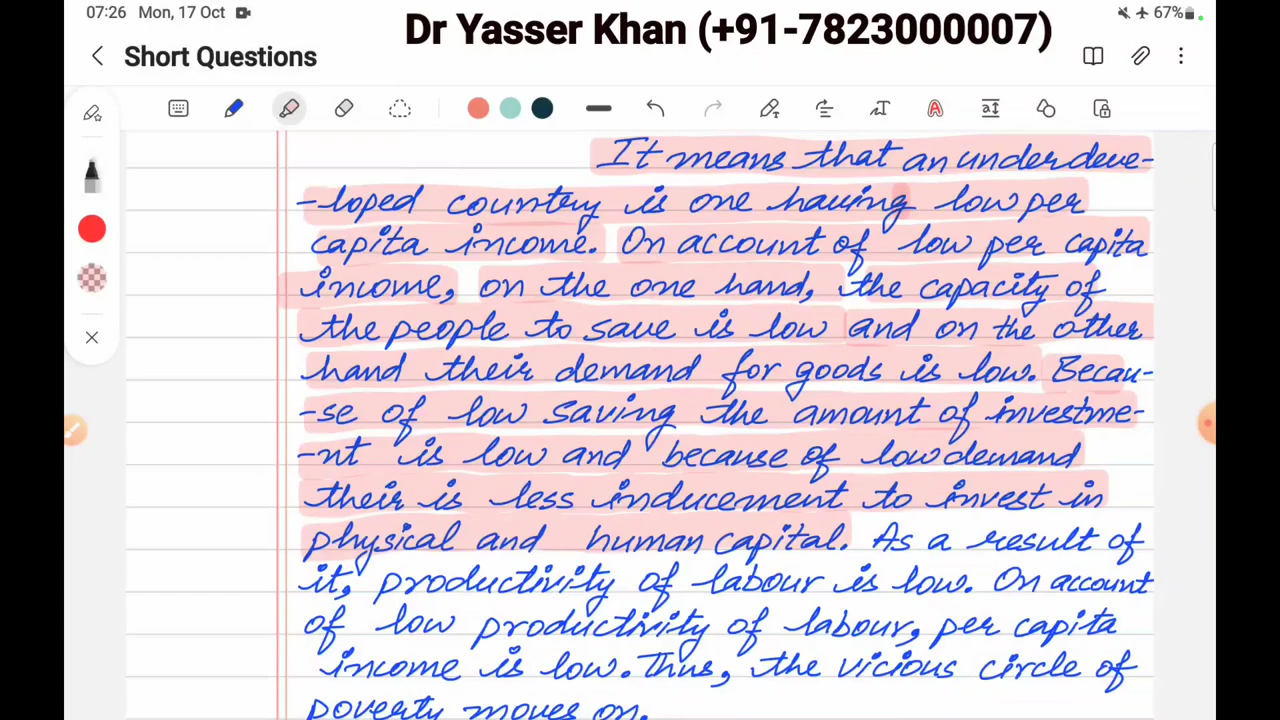 07:26 Mon, 17 Oct
67%
Dr Yasser Khan (+91-7823000007)
Short Questions
It means that an underdeve-
-loped country is one having low per
capita income. On account of low per capita
income, on the one hand, the capacity of
the people to save is low and on the other
hand their demand for goods is low. Becau-
-se of low saving the amount of investme-
-nt is low and because of low demand
their is less inducement to invest in
physical and human capital. As a result of
it, productivity of labour is low. On account
of low productivity of labour, per capita
income is low. Thus, the vicious circle of
poverty moves on.